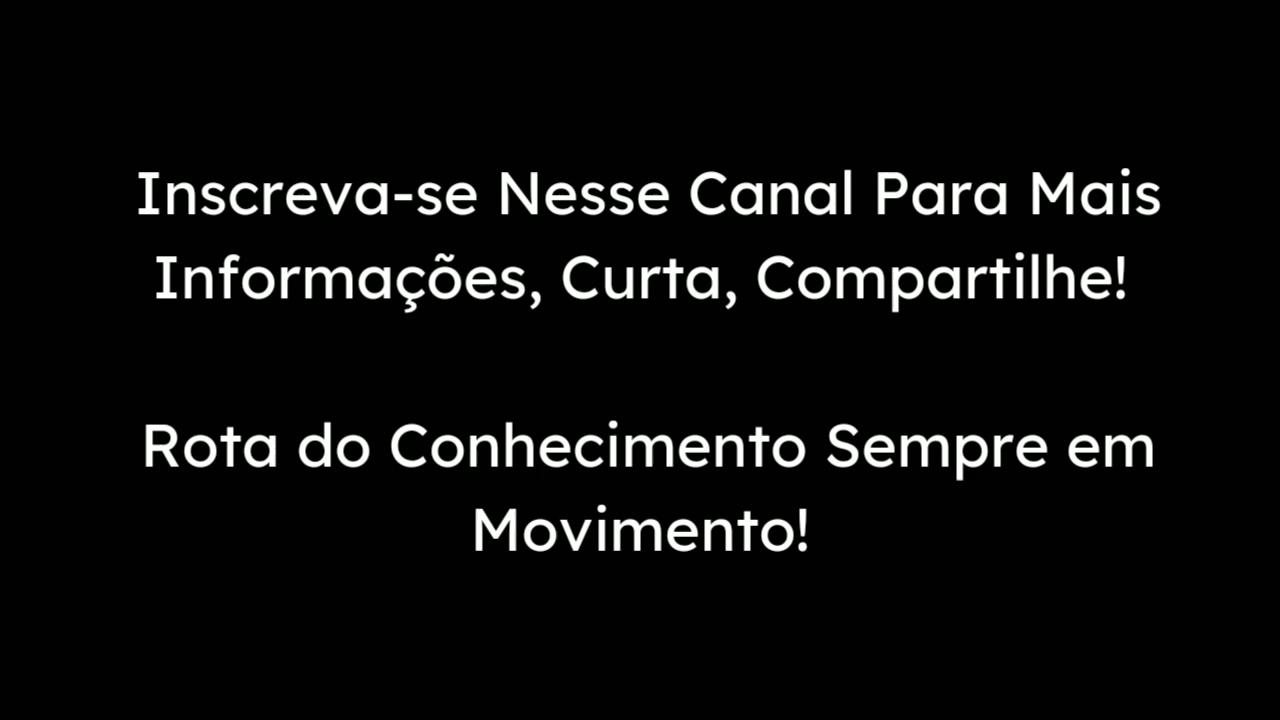 Inscreva-se Nesse Canal Para Mais
Informações, Curta, Compartilhe!
Rota do Conhecimento Sempre em
Movimento!